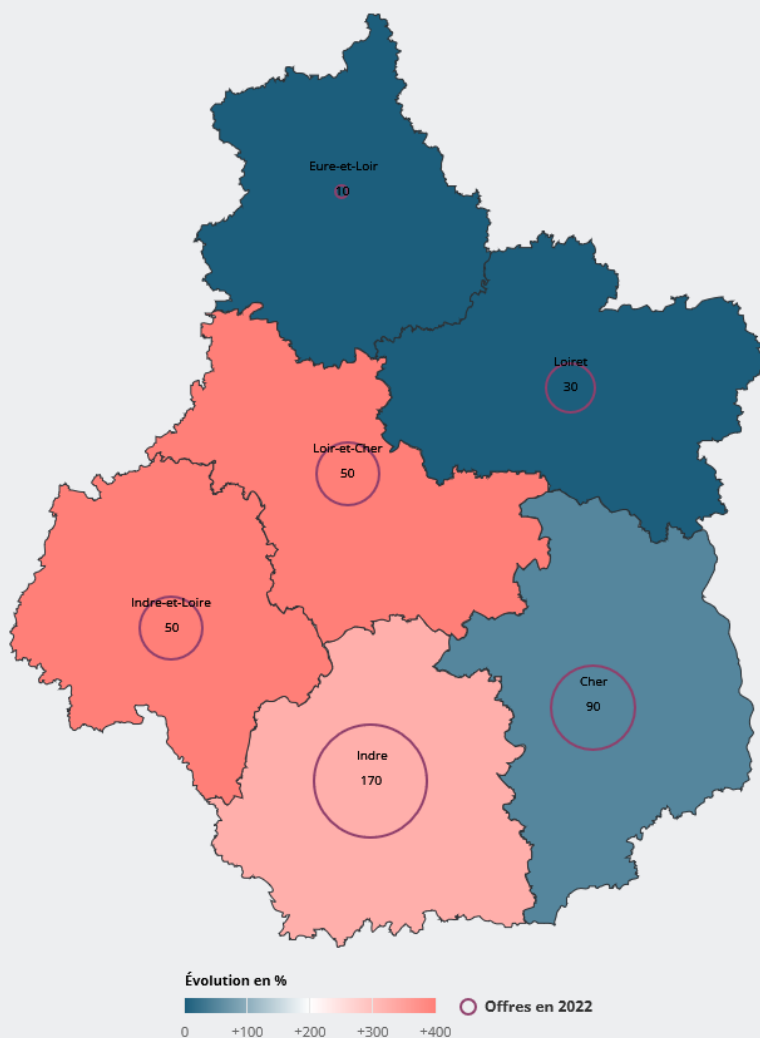 Eure-et-Loir
10
Loiret
30
Loir-et-Cher
50
Indre-et-Loire
50
Cher
90
Indre
170
Évolution en %
0 +100 +200 +300 +400
Offres en 2022